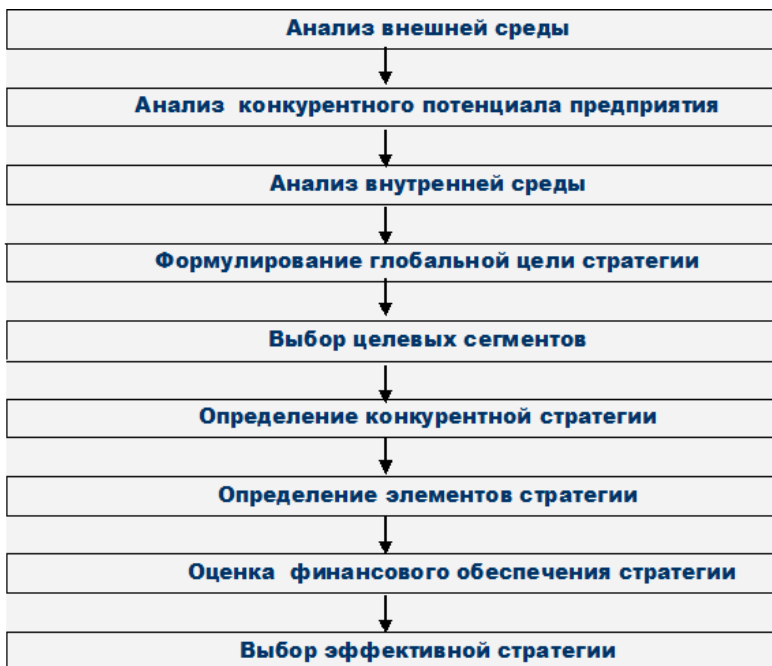 Анализ внешней среды
Анализ конкурентного потенциала предприятия
Анализ внутренней среды
Формулирование глобальной цели стратегии
Выбор целевых сегментов
Определение конкурентной стратегии
Определение элементов стратегии
Оценка финансового обеспечения стратегии
Выбор эффективной стратегии